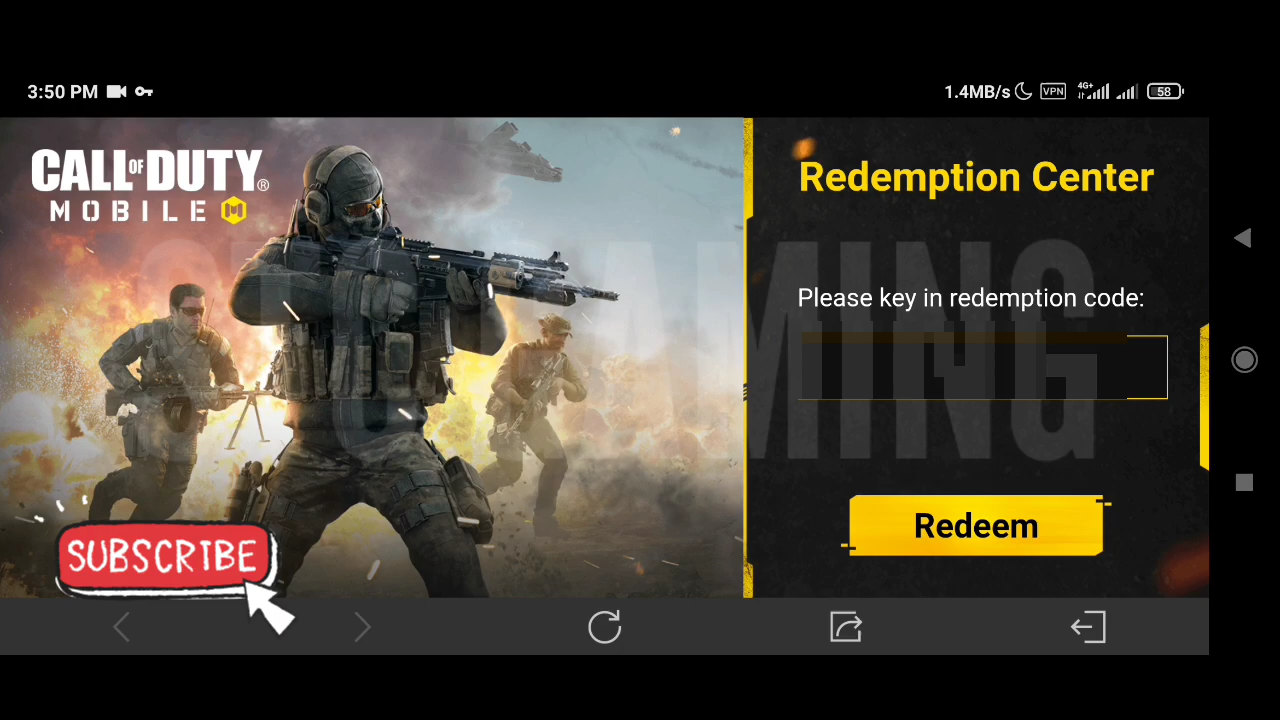 3:50 PM
1.4MB/s VPN 4G+ 58
CALL OF DUTY®
MOBILE
Redemption Center
Please key in redemption code:
Redeem
SUBSCRIBE